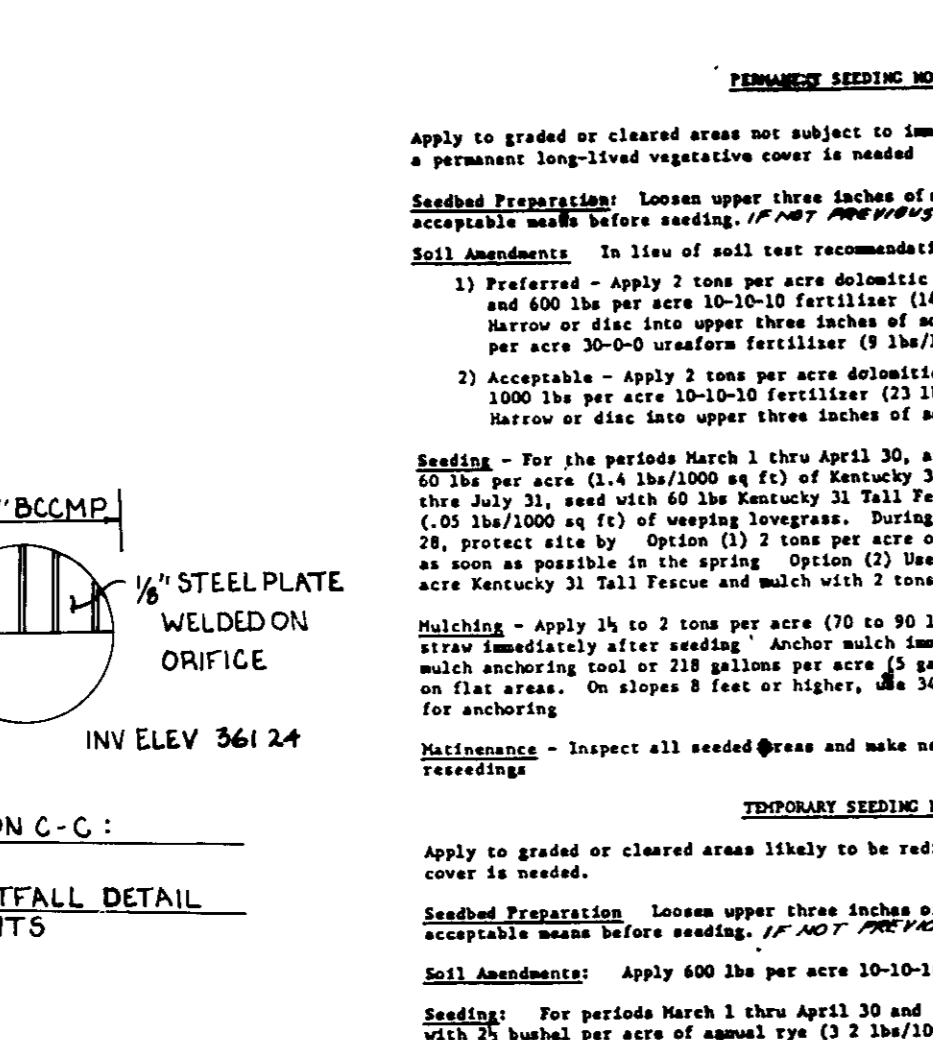 PERMANENT SEEDING NO
Apply to graded or cleared areas not subject to imm
a permanent long-lived vegetative cover is needed
Seedbed Preparation: Loosen upper three inches of
acceptable means before seeding. IF NOT PREVIOUS
Soil Amendments In lieu of soil test recommendati
1) Preferred - Apply 2 tons per acre dolomitic
and 600 lbs per acre 10-10-10 fertilizer (14
Harrow or disc into upper three inches of so
per acre 30-0-0 ureaform fertilizer (9 lbs/1
2) Acceptable - Apply 2 tons per acre dolomitic
1000 lbs per acre 10-10-10 fertilizer (23 lb
Harrow or disc into upper three inches of so
Seeding - For the periods March 1 thru April 30, a
60 lbs per acre (1.4 lbs/1000 sq ft) of Kentucky 3
thre July 31, seed with 60 lbs Kentucky 31 Tall Fe
(.05 lbs/1000 sq ft) of weeping lovegrass. During
28, protect site by Option (1) 2 tons per acre o
as soon as possible in the spring Option (2) Use
acre Kentucky 31 Tall Fescue and mulch with 2 tons
Mulching - Apply 1½ to 2 tons per acre (70 to 90 l
straw immediately after seeding ' Anchor mulch imm
mulch anchoring tool or 218 gallons per acre (5 ga
on flat areas. On slopes 8 feet or higher, use 34
for anchoring
Matinenance - Inspect all seeded areas and make ne
reseedings
TEMPORARY SEEDING N
Apply to graded or cleared areas likely to be red
cover is needed.
Seedbed Preparation Loosen upper three inches o
acceptable means before seeding. IF NOT PREVIO
Soil Amendments: Apply 600 lbs per acre 10-10-1
Seeding: For periods March 1 thru April 30 and
with 2½ bushel per acre of annual rye (3 2 lbs/10
"BCCMP
1/8" STEEL PLATE
WELDED ON
ORIFICE
INV ELEV 361 24
ON C-C :
TFALL DETAIL
NTS